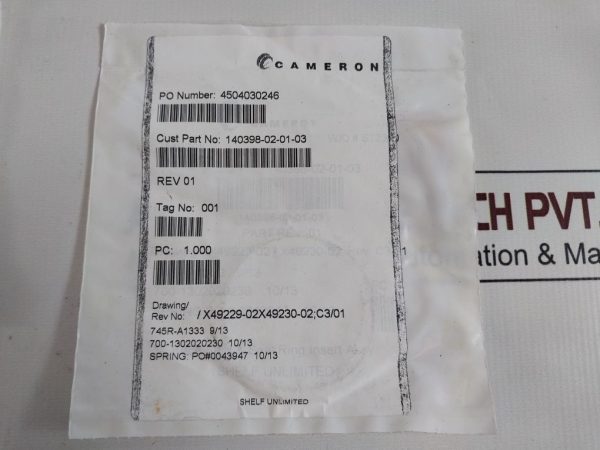 CAMERON
PO Number: 4504030246
Cust Part No: 140398-02-01-03
REV 01
Tag No: 001
PC: 1.000
Drawing/
Rev No: / X49229-02X49230-02;C3/01
745R-A1333 9/13
700-1302020230 10/13
SPRING: PO#0043947 10/13
SHELF UNLIMITED
CH PVT.
ation & Ma